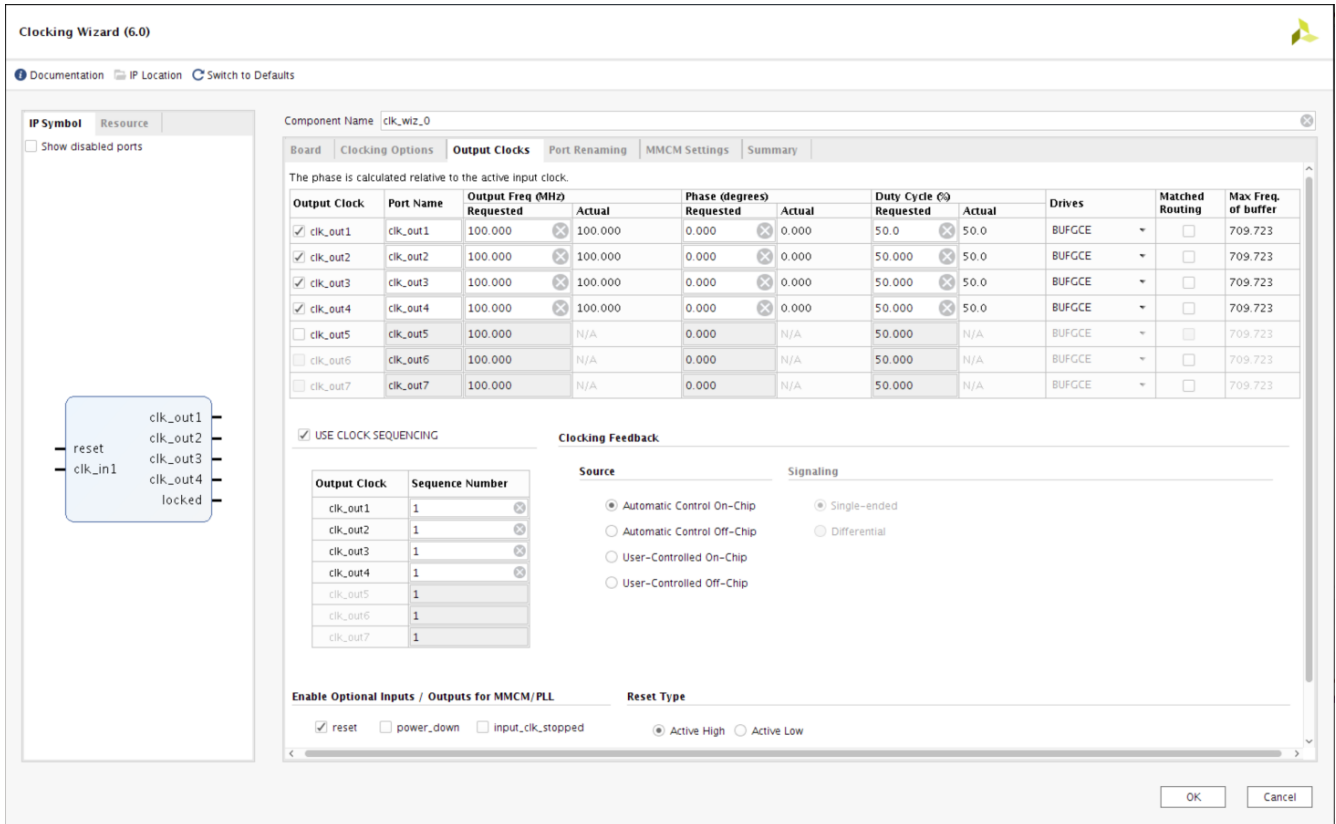 Clocking Wizard (6.0)
Documentation IP Location Switch to Defaults
IP Symbol Resource
Show disabled ports
reset
clk_in1
clk_out1
clk_out2
clk_out3
clk_out4
locked
Component Name clk_wiz_0
Board Clocking Options Output Clocks Port Renaming MMCM Settings Summary
The phase is calculated relative to the active input clock.
Output Clock Port Name Output Freq (MHz) Phase (degrees) Duty Cycle (%) Drives Matched Routing Max Freq. of buffer
Requested Actual Requested Actual Requested Actual
clk_out1 clk_out1 100.000 100.000 0.000 0.000 50.0 50.0 BUFGCE 709.723
clk_out2 clk_out2 100.000 100.000 0.000 0.000 50.000 50.0 BUFGCE 709.723
clk_out3 clk_out3 100.000 100.000 0.000 0.000 50.000 50.0 BUFGCE 709.723
clk_out4 clk_out4 100.000 100.000 0.000 0.000 50.000 50.0 BUFGCE 709.723
clk_out5 clk_out5 100.000 N/A 0.000 N/A 50.000 N/A BUFGCE 709.723
clk_out6 clk_out6 100.000 N/A 0.000 N/A 50.000 N/A BUFGCE 709.723
clk_out7 clk_out7 100.000 N/A 0.000 N/A 50.000 N/A BUFGCE 709.723
USE CLOCK SEQUENCING
Output Clock Sequence Number
clk_out1 1
clk_out2 1
clk_out3 1
clk_out4 1
clk_out5 1
clk_out6 1
clk_out7 1
Clocking Feedback
Source Signaling
Automatic Control On-Chip Single-ended
Automatic Control Off-Chip Differential
User-Controlled On-Chip
User-Controlled Off-Chip
Enable Optional Inputs / Outputs for MMCM/PLL Reset Type
reset power_down input_clk_stopped Active High Active Low
OK Cancel